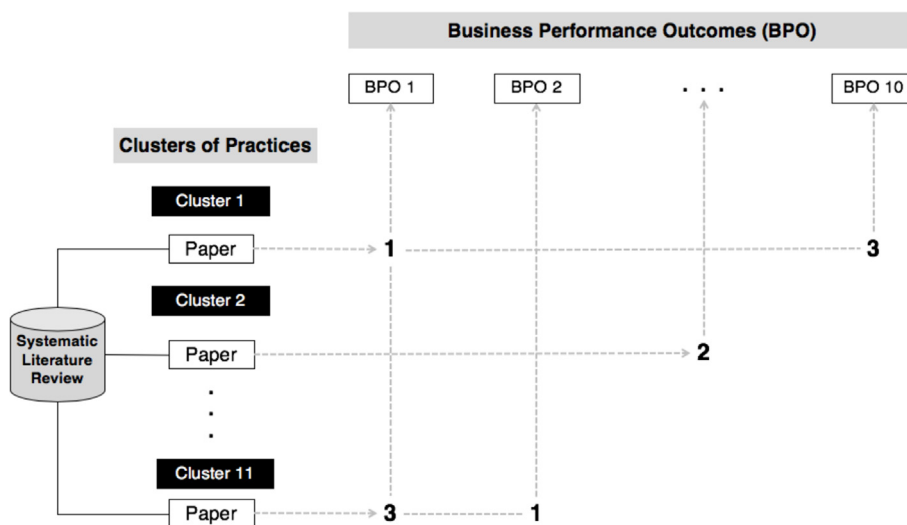 Business Performance Outcomes (BPO)
BPO 1 BPO 2 . . . BPO 10
Clusters of Practices
Cluster 1
Paper 1 3
Cluster 2
Systematic
Literature
Review
Paper 2
.
.
.
Cluster 11
Paper 3 1